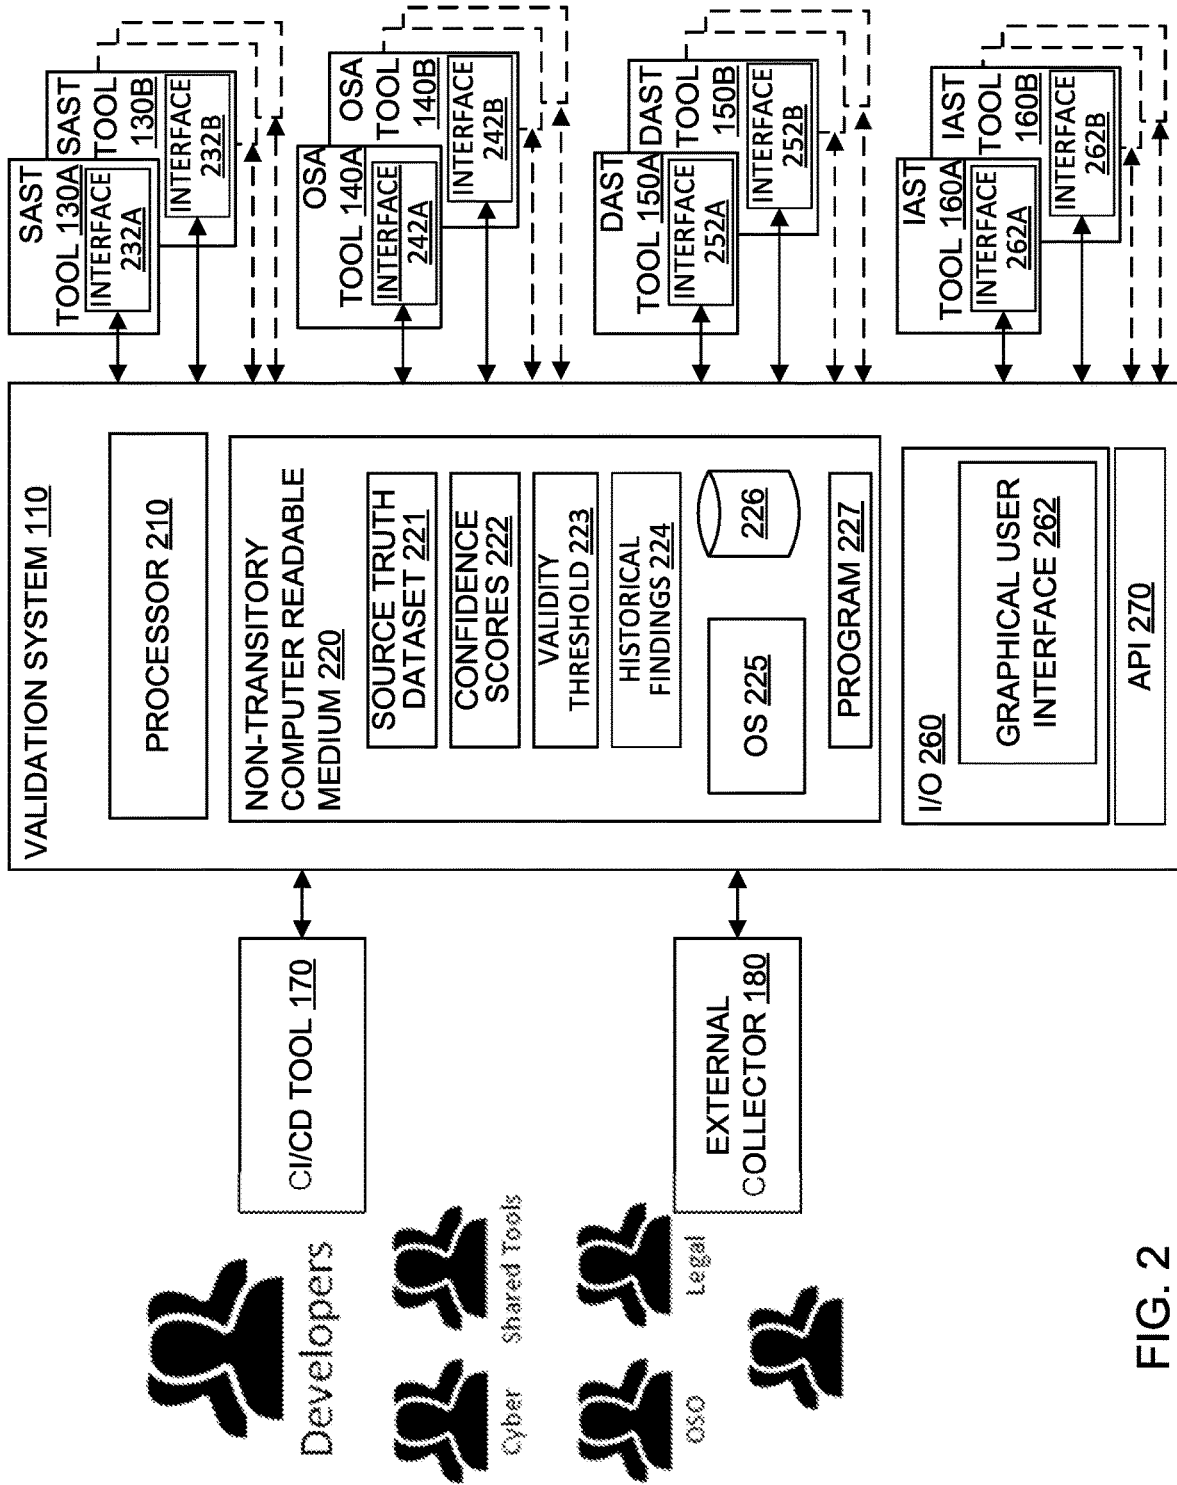 Developers
Cyber
Shared Tools
OSO
Legal
CI/CD TOOL 170
EXTERNAL
COLLECTOR 180
VALIDATION SYSTEM 110
PROCESSOR 210
NON-TRANSITORY
COMPUTER READABLE
MEDIUM 220
SOURCE TRUTH
DATASET 221
CONFIDENCE
SCORES 222
VALIDITY
THRESHOLD 223
HISTORICAL
FINDINGS 224
OS 225
226
PROGRAM 227
I/O 260
GRAPHICAL USER
INTERFACE 262
API 270
SAST
TOOL 130A
INTERFACE
232A
SAST
TOOL
130B
INTERFACE
232B
OSA
TOOL 140A
INTERFACE
242A
OSA
TOOL
140B
INTERFACE
242B
DAST
TOOL 150A
INTERFACE
252A
DAST
TOOL
150B
INTERFACE
252B
IAST
TOOL 160A
INTERFACE
262A
IAST
TOOL
160B
INTERFACE
262B
FIG. 2